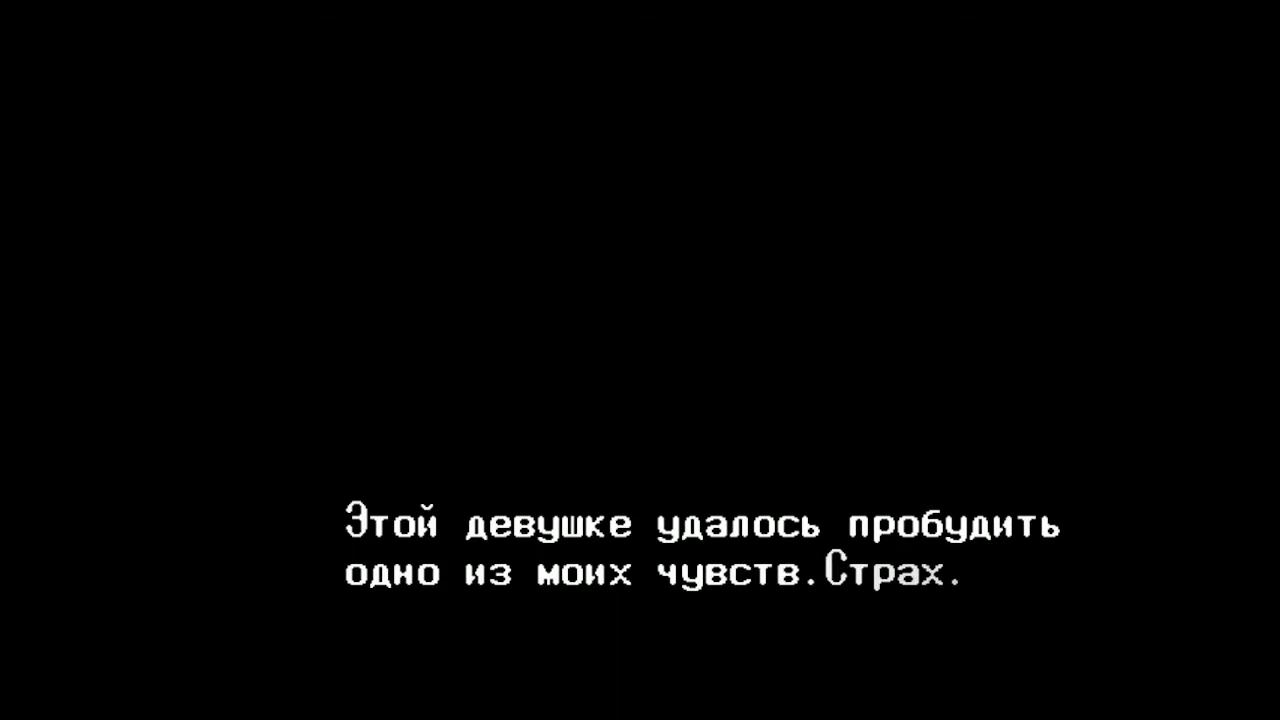 Этой девушке удалось пробудить
одно из моих чувств.Страх.